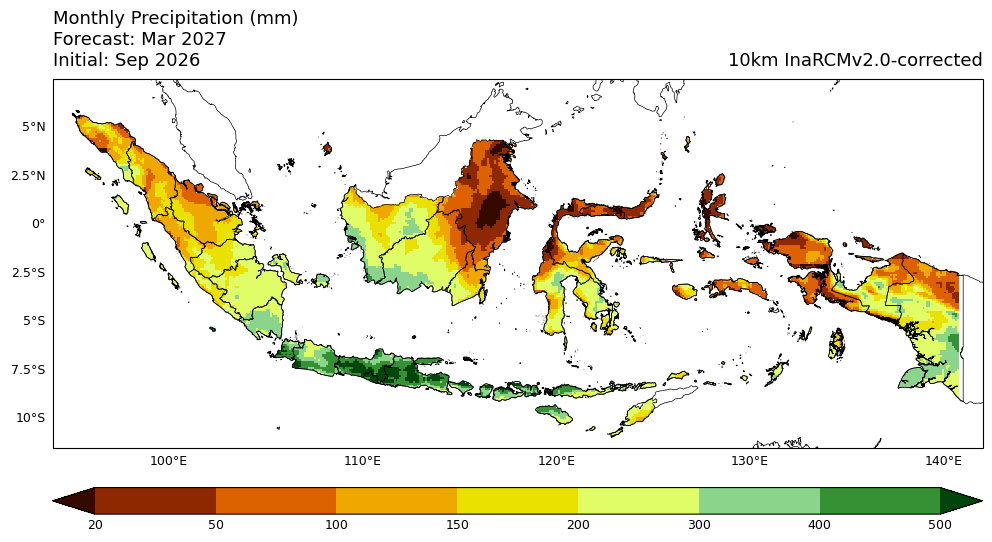 Monthly Precipitation (mm)
Forecast: Mar 2027
Initial: Sep 2026
10km InaRCMv2.0-corrected
5°N
2.5°N
0°
2.5°S
5°S
7.5°S
10°S
100°E
110°E
120°E
130°E
140°E
20
50
100
150
200
300
400
500